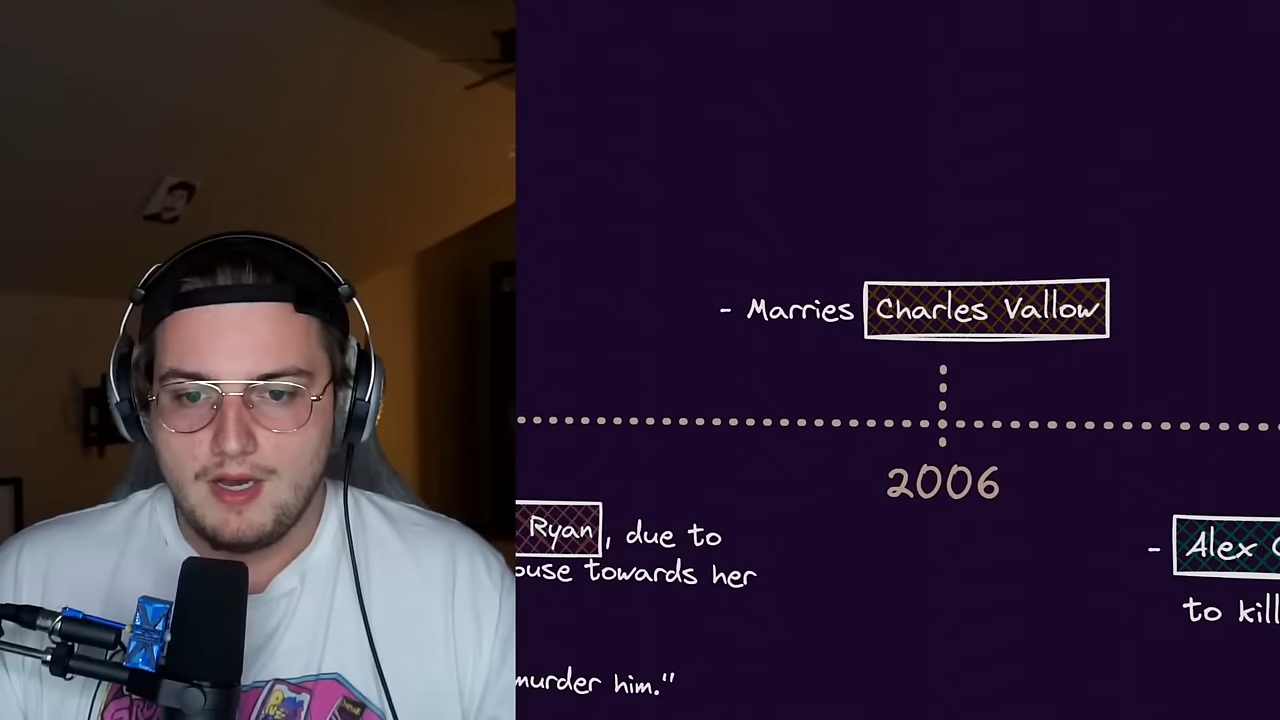 - Marries Charles Vallow
2006
Ryan, due to
ouse towards her
murder him."
- Alex
to kill